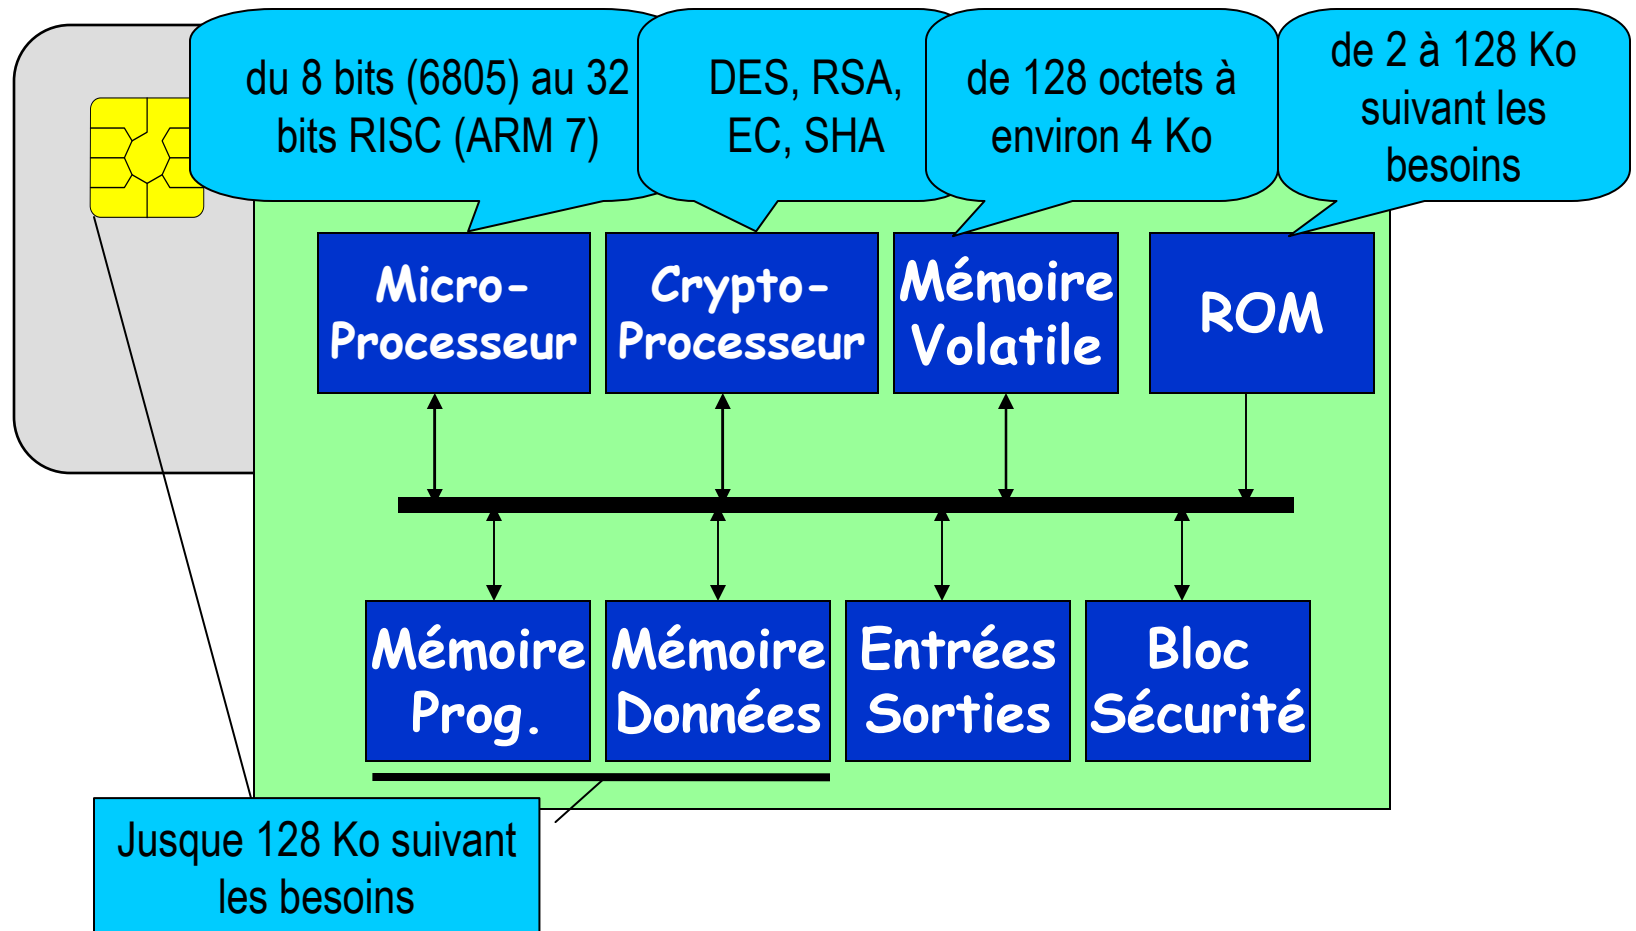 du 8 bits (6805) au 32
bits RISC (ARM 7)
DES, RSA,
EC, SHA
de 128 octets à
environ 4 Ko
de 2 à 128 Ko
suivant les
besoins
Micro-
Processeur
Crypto-
Processeur
Mémoire
Volatile
ROM
Mémoire
Prog.
Mémoire
Données
Entrées
Sorties
Bloc
Sécurité
Jusque 128 Ko suivant
les besoins